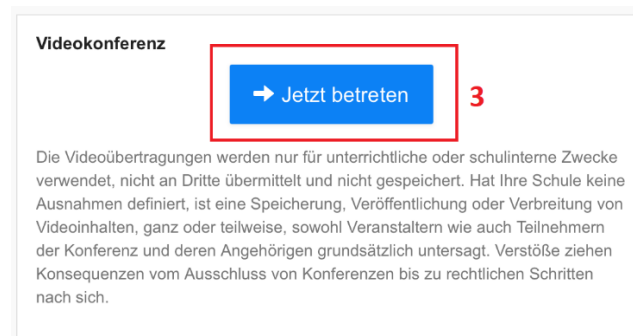 Videokonferenz
Jetzt betreten
3
Die Videoübertragungen werden nur für unterrichtliche oder schulinterne Zwecke
verwendet, nicht an Dritte übermittelt und nicht gespeichert. Hat Ihre Schule keine
Ausnahmen definiert, ist eine Speicherung, Veröffentlichung oder Verbreitung von
Videoinhalten, ganz oder teilweise, sowohl Veranstaltern wie auch Teilnehmern
der Konferenz und deren Angehörigen grundsätzlich untersagt. Verstöße ziehen
Konsequenzen vom Ausschluss von Konferenzen bis zu rechtlichen Schritten
nach sich.